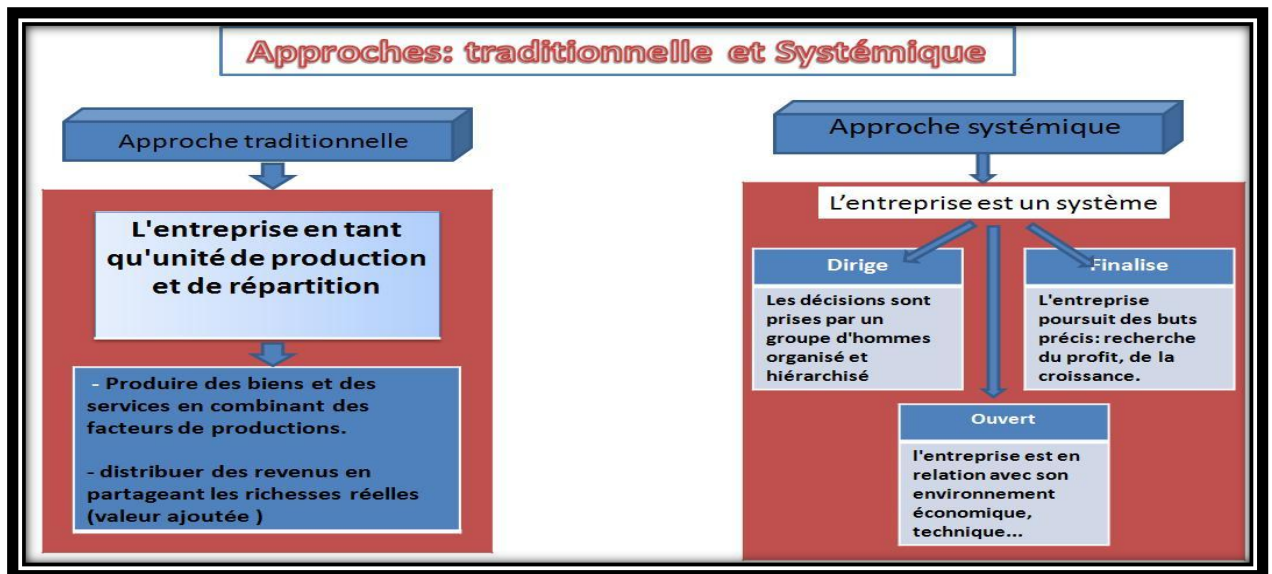 Approches: traditionnelle et Systémique
Approche traditionnelle
L'entreprise en tant
qu'unité de production
et de répartition
- Produire des biens et des
services en combinant des
facteurs de productions.
- distribuer des revenus en
partageant les richesses réelles
(valeur ajoutée )
Approche systémique
L’entreprise est un système
Dirige
Les décisions sont
prises par un
groupe d'hommes
organisé et
hiérarchisé
Finalise
L'entreprise
poursuit des buts
précis: recherche
du profit, de la
croissance.
Ouvert
l'entreprise est en
relation avec son
environnement
économique,
technique...